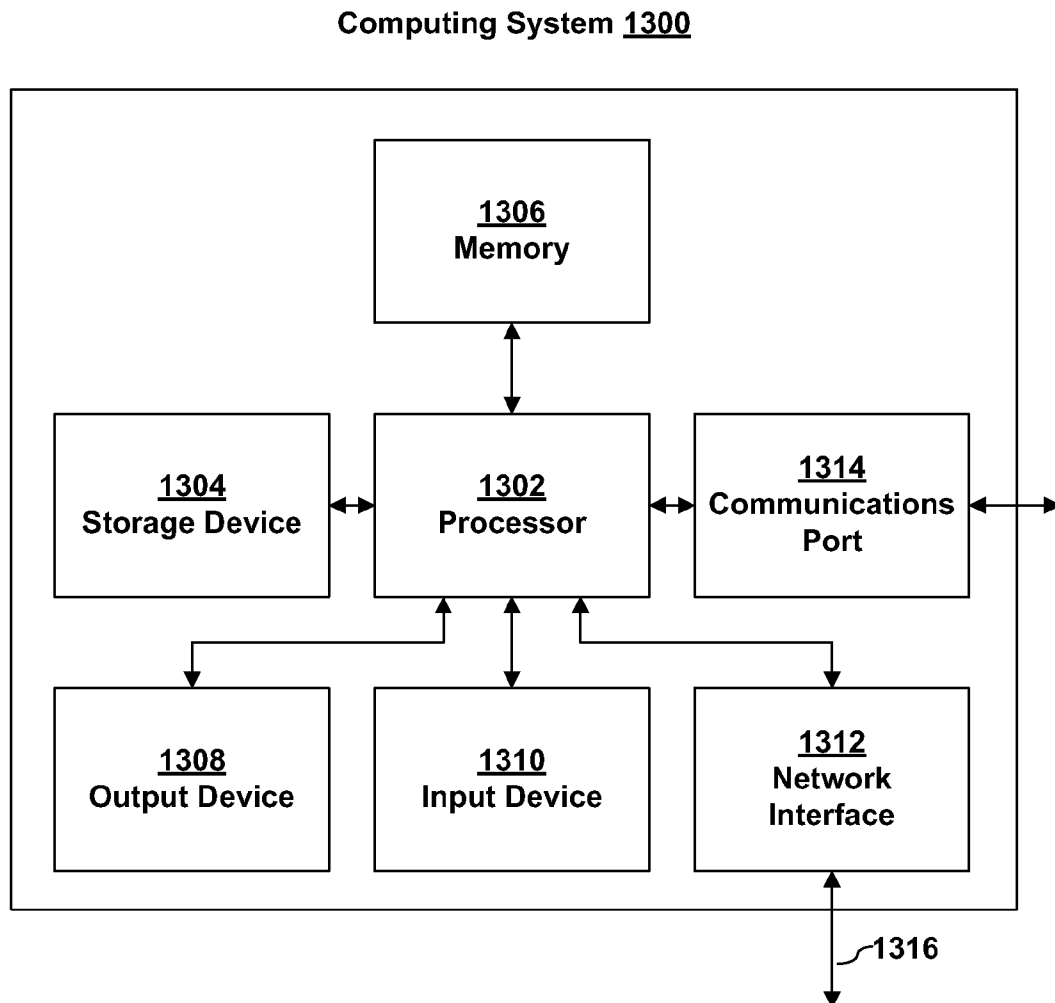 Computing System 1300
1306
Memory
1304
Storage Device
1302
Processor
1314
Communications
Port
1308
Output Device
1310
Input Device
1312
Network
Interface
1316